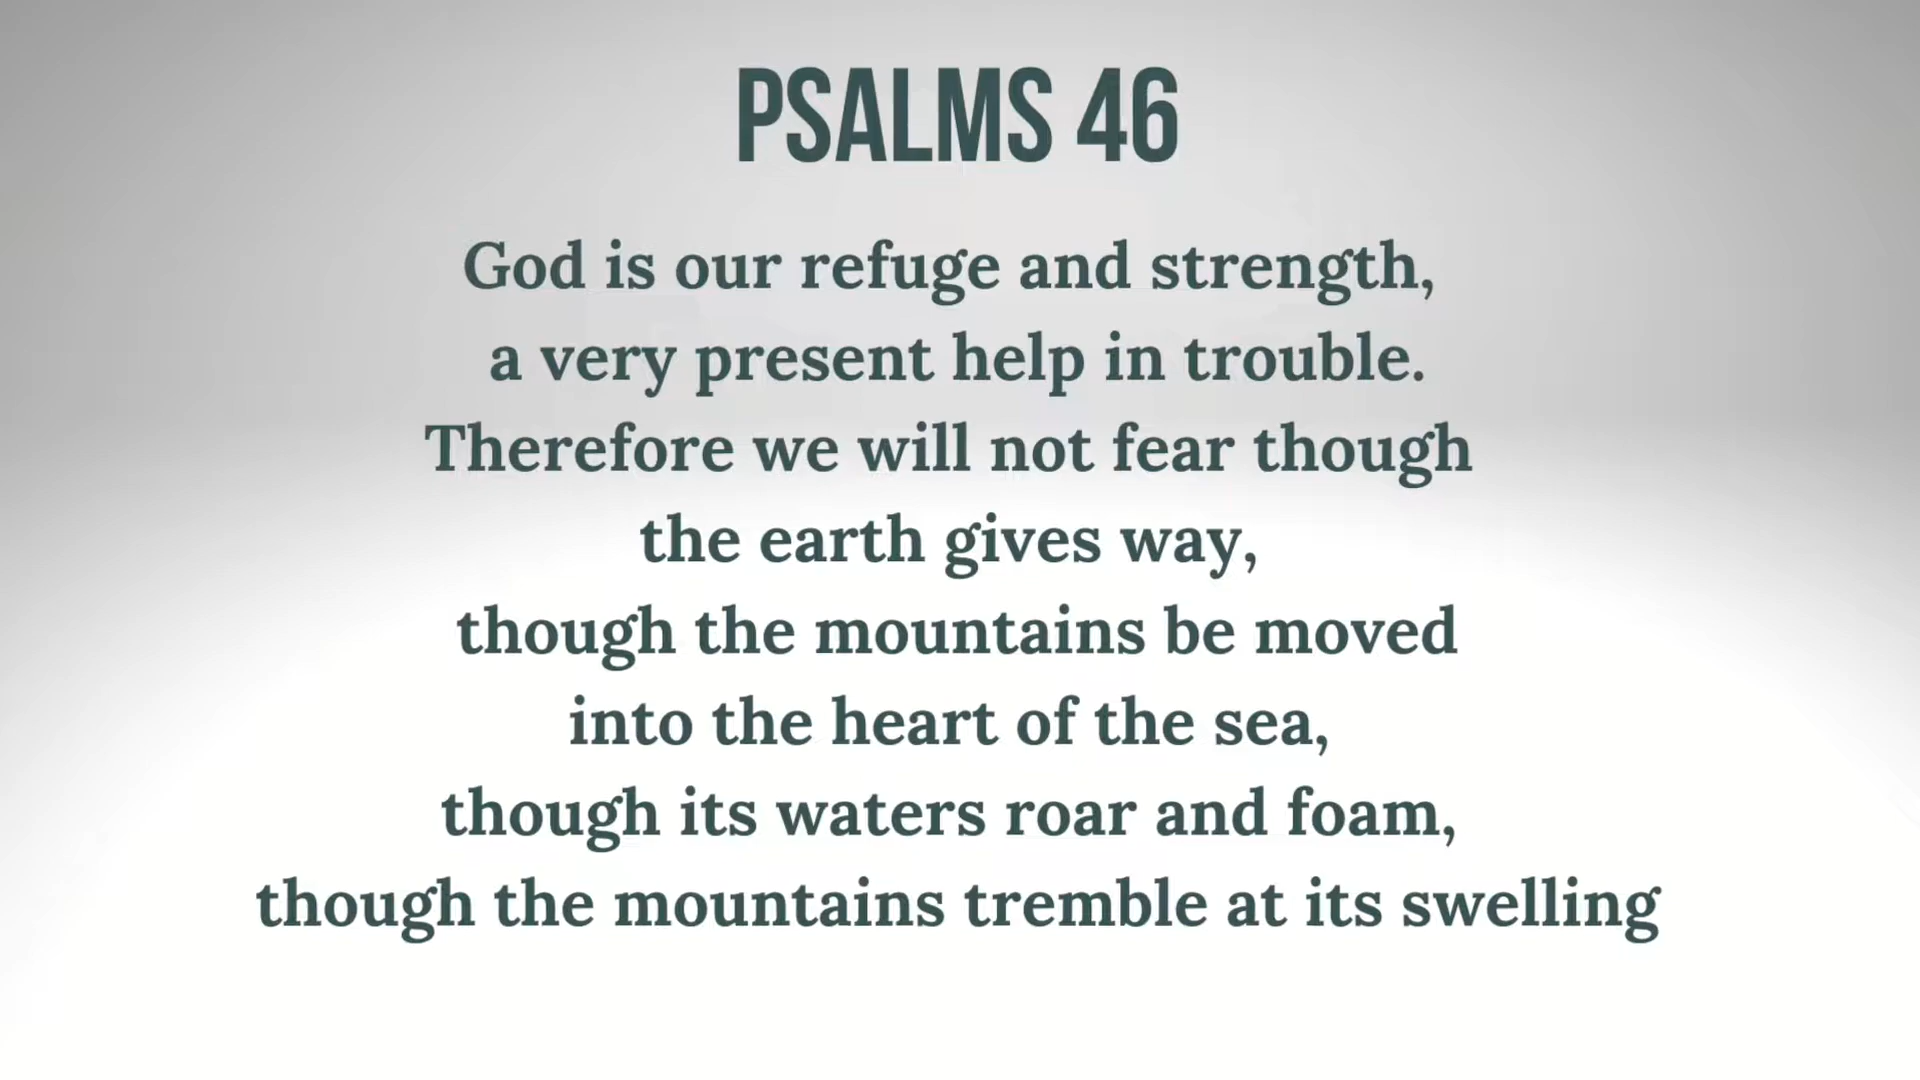 PSALMS 46
God is our refuge and strength,
a very present help in trouble.
Therefore we will not fear though
the earth gives way,
though the mountains be moved
into the heart of the sea,
though its waters roar and foam,
though the mountains tremble at its swelling